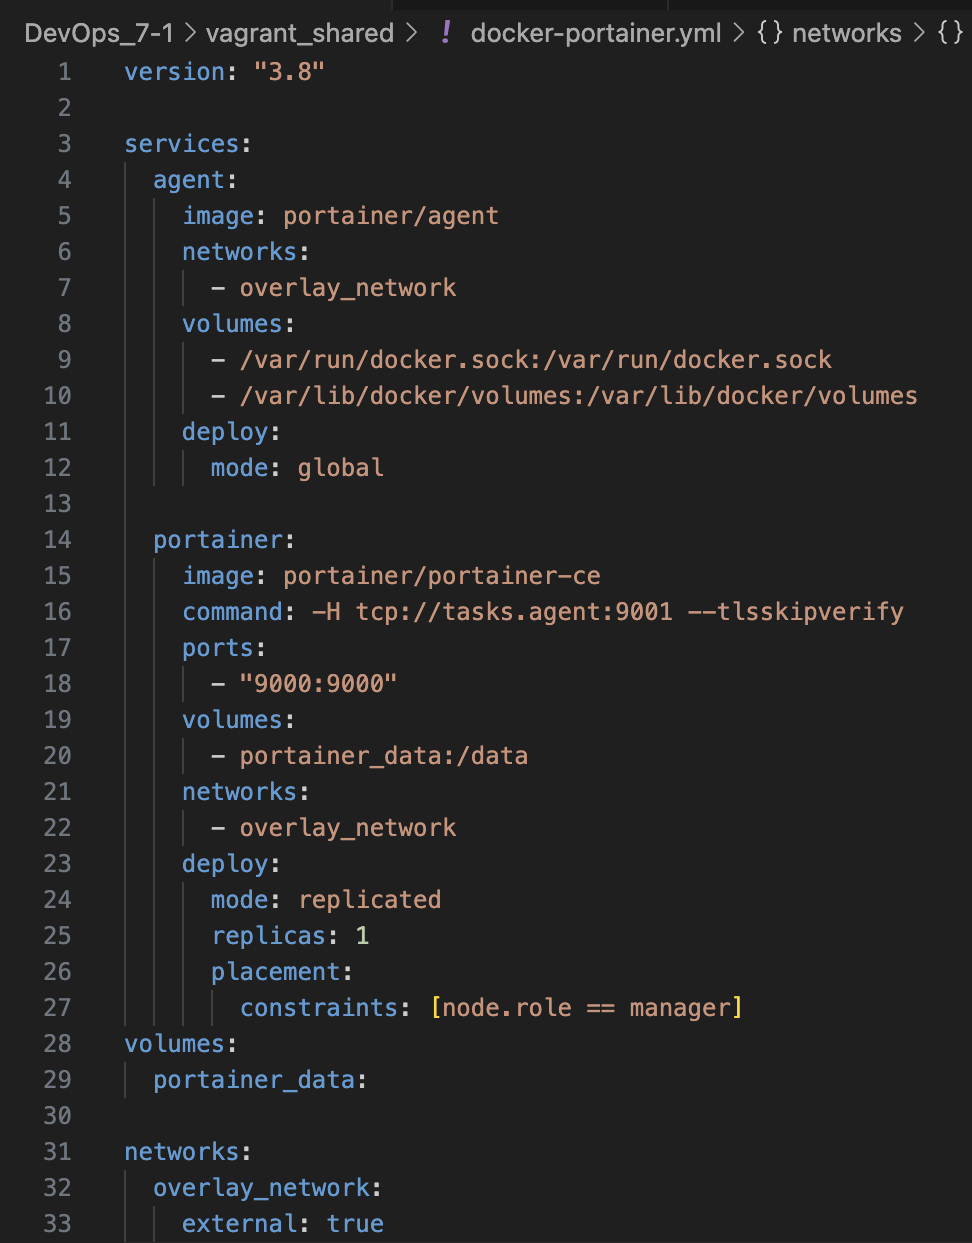 DevOps_7-1 > vagrant_shared > ! docker-portainer.yml > {} networks > {}
1 version: "3.8"
2
3 services:
4   agent:
5     image: portainer/agent
6     networks:
7       - overlay_network
8     volumes:
9       - /var/run/docker.sock:/var/run/docker.sock
10       - /var/lib/docker/volumes:/var/lib/docker/volumes
11     deploy:
12       mode: global
13
14   portainer:
15     image: portainer/portainer-ce
16     command: -H tcp://tasks.agent:9001 --tlsskipverify
17     ports:
18       - "9000:9000"
19     volumes:
20       - portainer_data:/data
21     networks:
22       - overlay_network
23     deploy:
24       mode: replicated
25       replicas: 1
26       placement:
27         constraints: [node.role == manager]
28 volumes:
29   portainer_data:
30
31 networks:
32   overlay_network:
33     external: true